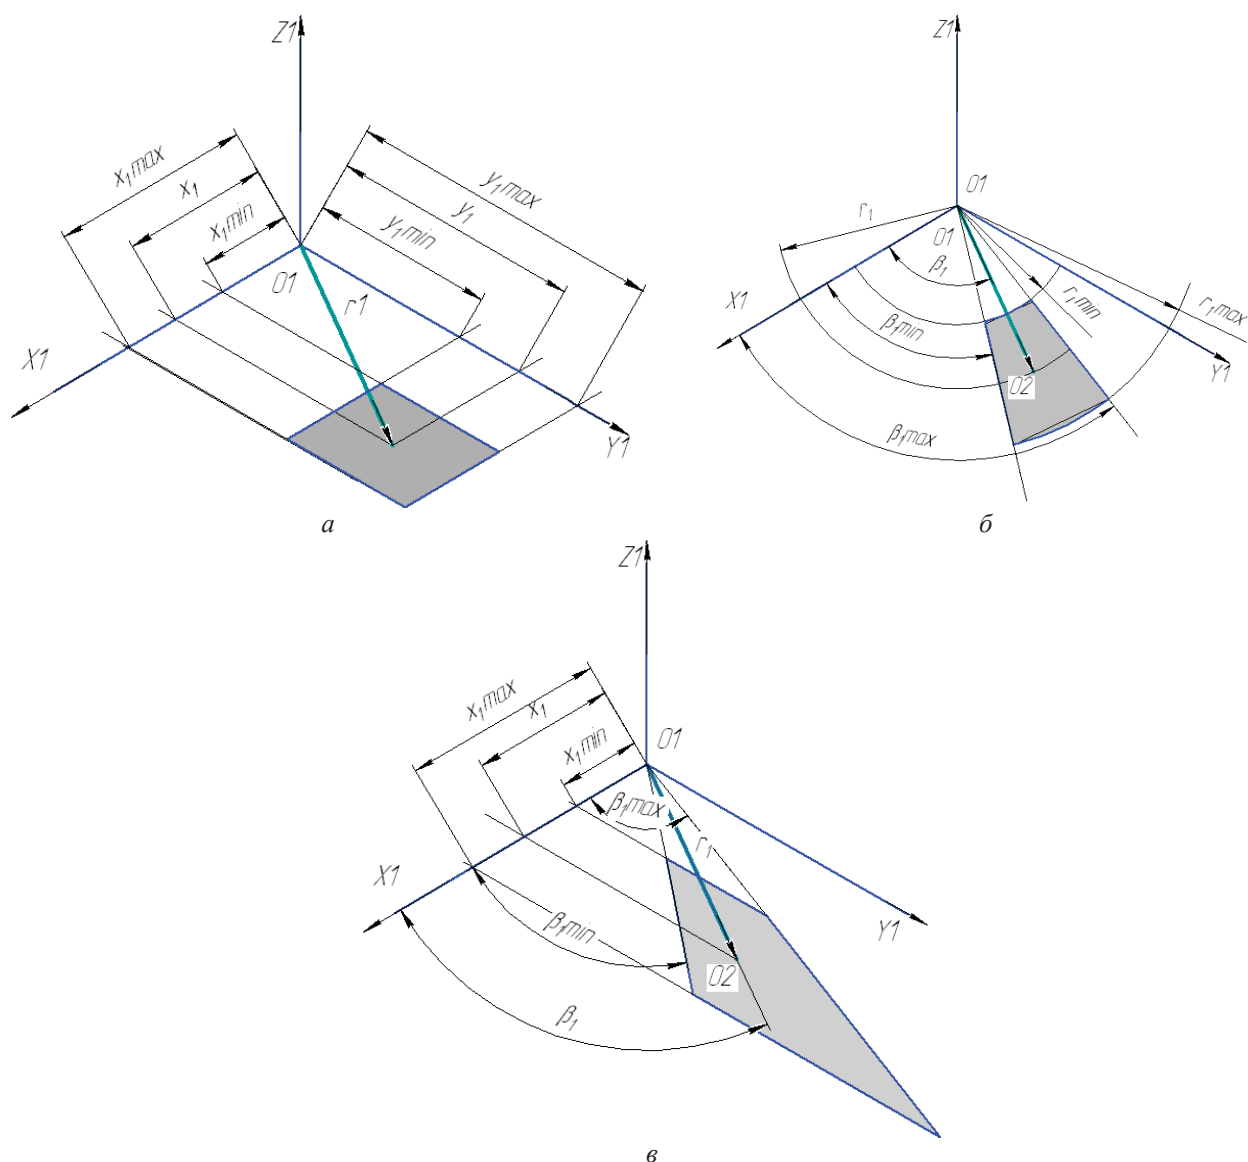 Z1
x₁max
x₁
x₁min
y₁max
y₁
y₁min
O1
r1
X1
Y1
а
Z1
O1
r₁
O1
β₁
X1
β₁min
r₁min
r₁max
O2
Y1
β₁max
б
Z1
x₁max
x₁
x₁min
O1
β₁max
r₁
X1
β₁min
Y1
O2
β₁
в